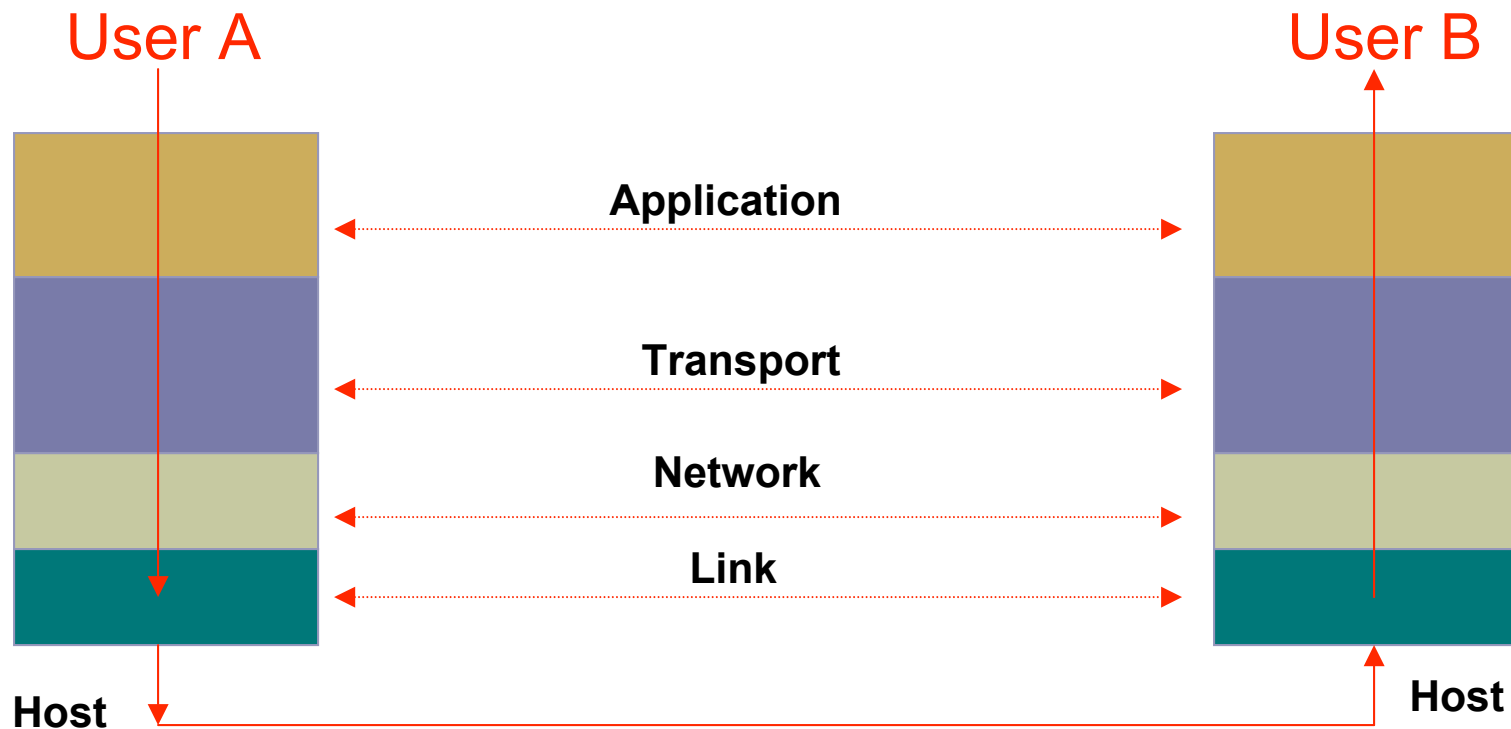 User A
User B
Application
Transport
Network
Link
Host
Host